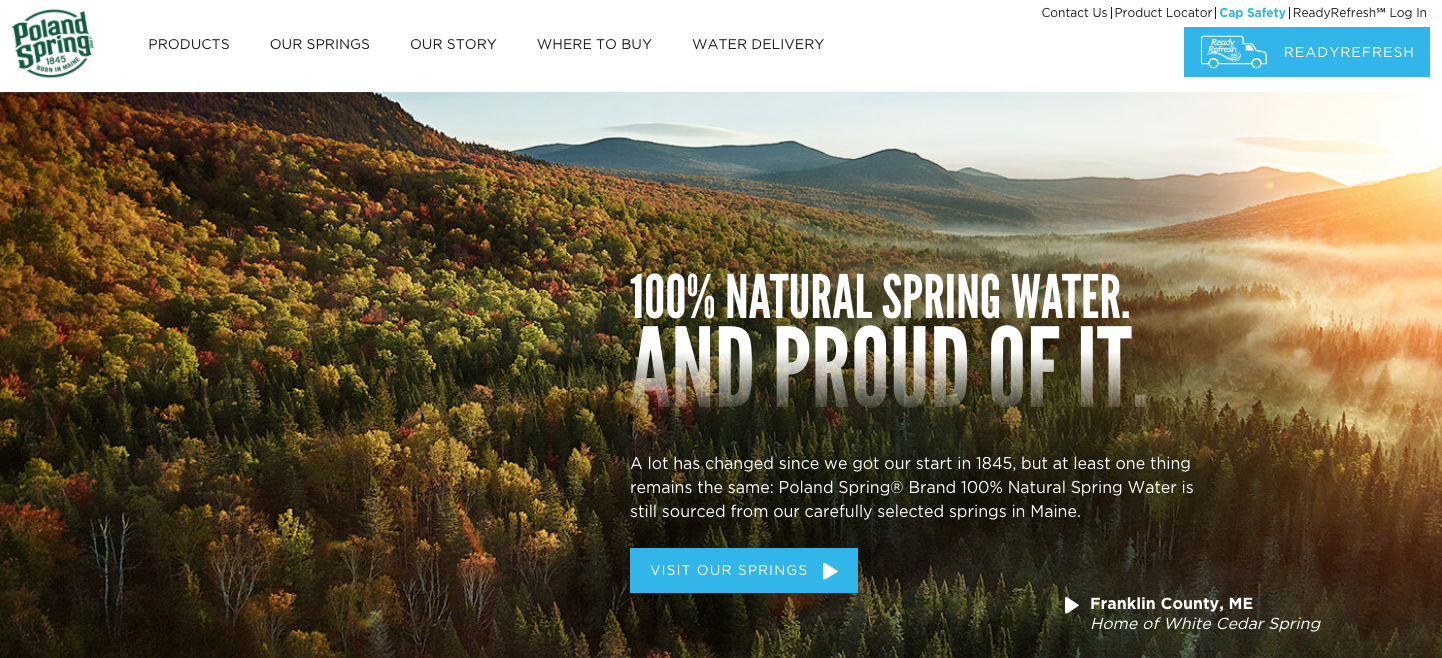 Contact Us | Product Locator | Cap Safety | ReadyRefresh℠ Log In
Poland
Spring
1845
BORN IN MAINE
PRODUCTS OUR SPRINGS OUR STORY WHERE TO BUY WATER DELIVERY
Ready
Refresh
READYREFRESH
100% NATURAL SPRING WATER.
AND PROUD OF IT.
A lot has changed since we got our start in 1845, but at least one thing
remains the same: Poland Spring® Brand 100% Natural Spring Water is
still sourced from our carefully selected springs in Maine.
VISIT OUR SPRINGS
Franklin County, ME
Home of White Cedar Spring